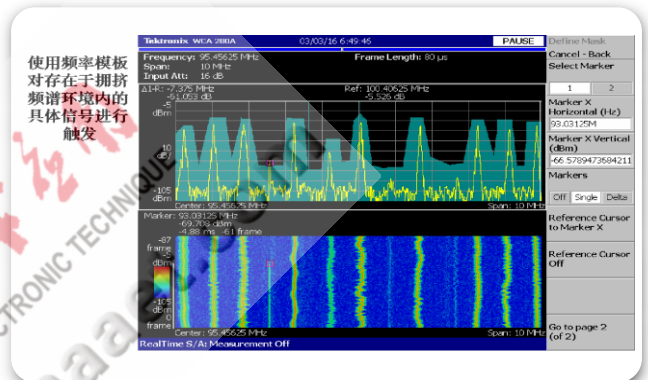 使用频率模板
对存在于拥挤
频谱环境内的
具体信号进行
触发
Tektronix WCA 280A 03/03/16 6:49:46 PAUSE
Frequency: 95.45625 MHz Frame Length: 80 µs
Span: 10 MHz
Input Att: 16 dB
Δ1-R: -7.375 MHz Ref: 100.40625 MHz
-61.053 dB -5.526 dB
-5
dBm
10
dB/
-105
dBm
Center: 95.45625 MHz Span: 10 MHz
Marker: 93.03125 MHz
-69.708 dBm
-4.88 ms -61 frame
-87
frame
-5
dBm
-105
dBm
0
frame
Center: 95.45625 MHz Span: 10 MHz
RealTime S/A: Measurement Off
Define Mask
Cancel - Back
Select Marker
1 2
Marker X
Horizontal (Hz)
93.03125M
Marker X Vertical
(dBm)
-66.5789473684211
Markers
Off Single Delta
Reference Cursor
to Marker X
Reference Cursor
Off
Go to page 2
(of 2)
CTRONIC TECHNIQUE